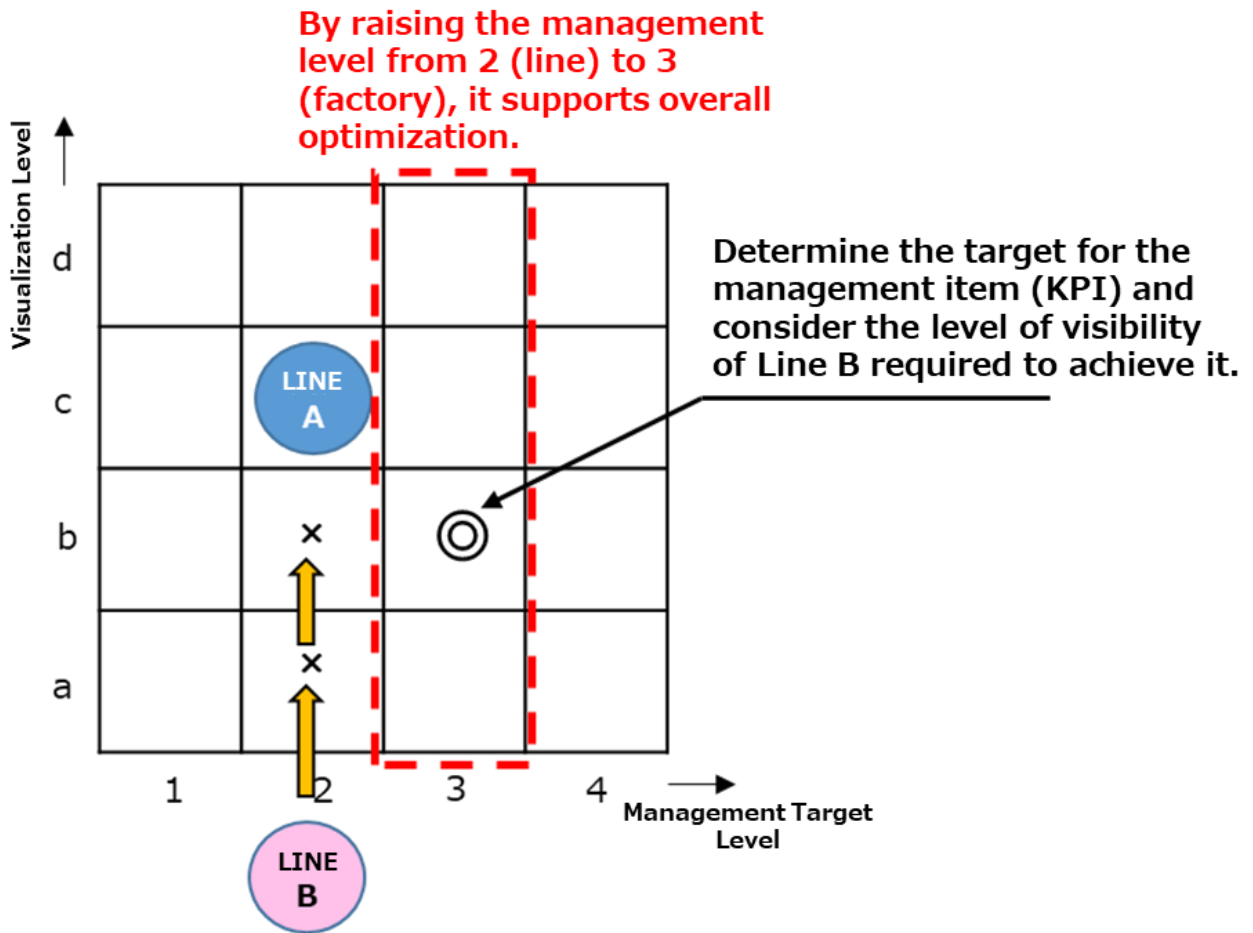 By raising the management
level from 2 (line) to 3
(factory), it supports overall
optimization.
Visualization Level
d
c
b
a
LINE
A
Determine the target for the
management item (KPI) and
consider the level of visibility
of Line B required to achieve it.
×
×
1
2
3
4
Management Target
Level
LINE
B